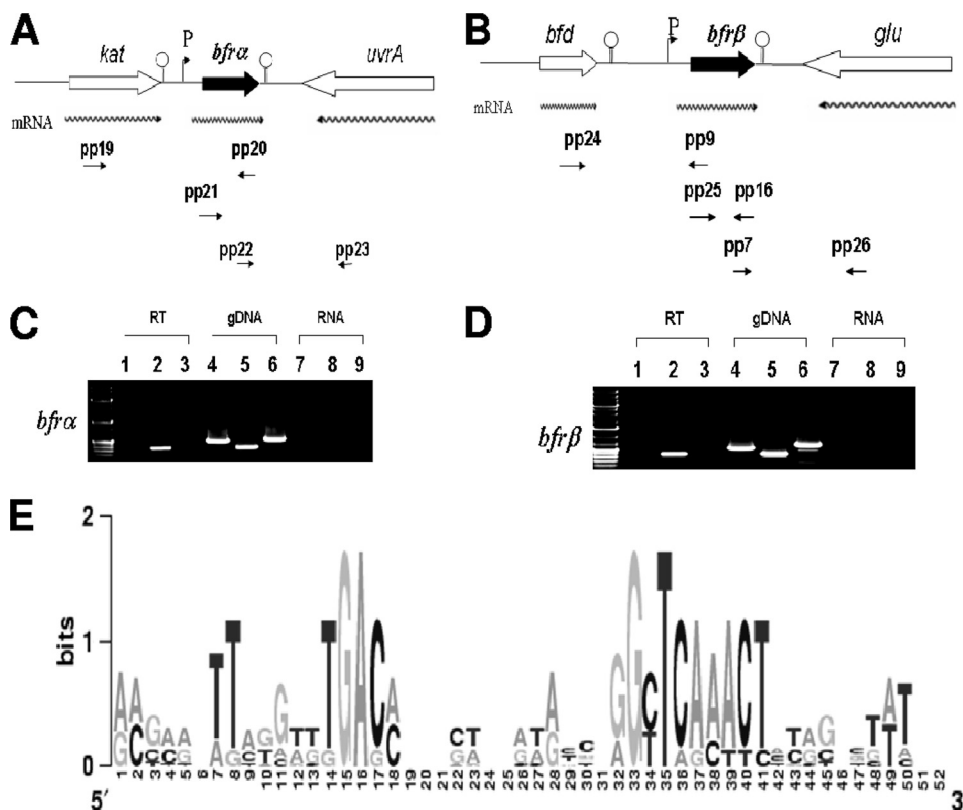 A
B
kat
P
bfrα
uvrA
bfd
P
bfrβ
glu
mRNA
mRNA
pp19
pp20
pp24
pp9
pp21
pp25
pp16
pp22
pp23
pp7
pp26
C
D
RT
gDNA
RNA
RT
gDNA
RNA
1 2 3 4 5 6 7 8 9
1 2 3 4 5 6 7 8 9
bfrα
bfrβ
E
2
bits
1
0
A A G A A T T A G G T T T G A C A C T A T A G G C T C A A A C T T A G T A T
1 2 3 4 5 6 7 8 9 10 11 12 13 14 15 16 17 18 19 20 21 22 23 24 25 26 27 28 29 30 31 32 33 34 35 36 37 38 39 40 41 42 43 44 45 46 47 48 49 50 51 52
5′
3